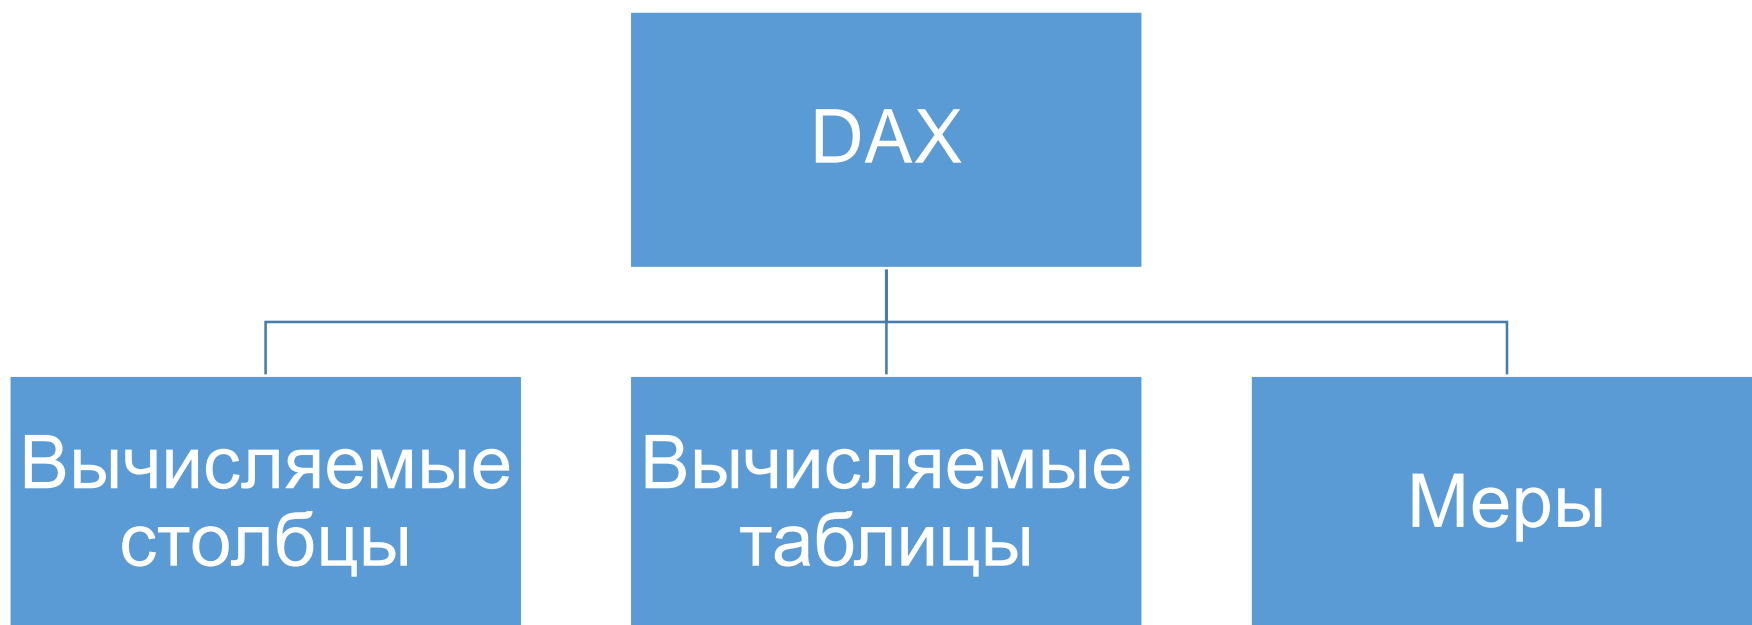 DAX
Вычисляемые
столбцы
Вычисляемые
таблицы
Меры